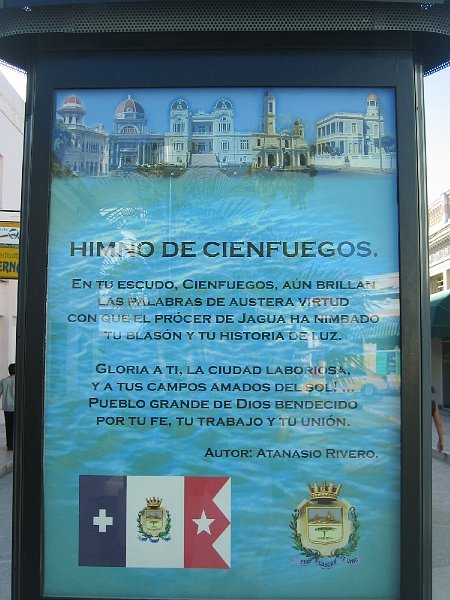 HIMNO DE CIENFUEGOS.
EN TU ESCUDO, CIENFUEGOS, AÚN BRILLAN
LAS PALABRAS DE AUSTERA VIRTUD
CON QUE EL PRÓCER DE JAGUA HA NIMBADO
TU BLASÓN Y TU HISTORIA DE LUZ.
GLORIA A TI, LA CIUDAD LABORIOSA,
Y A TUS CAMPOS AMADOS DEL SOL! ...
PUEBLO GRANDE DE DIOS BENDECIDO
POR TU FE, TU TRABAJO Y TU UNIÓN.
AUTOR: ATANASIO RIVERO.